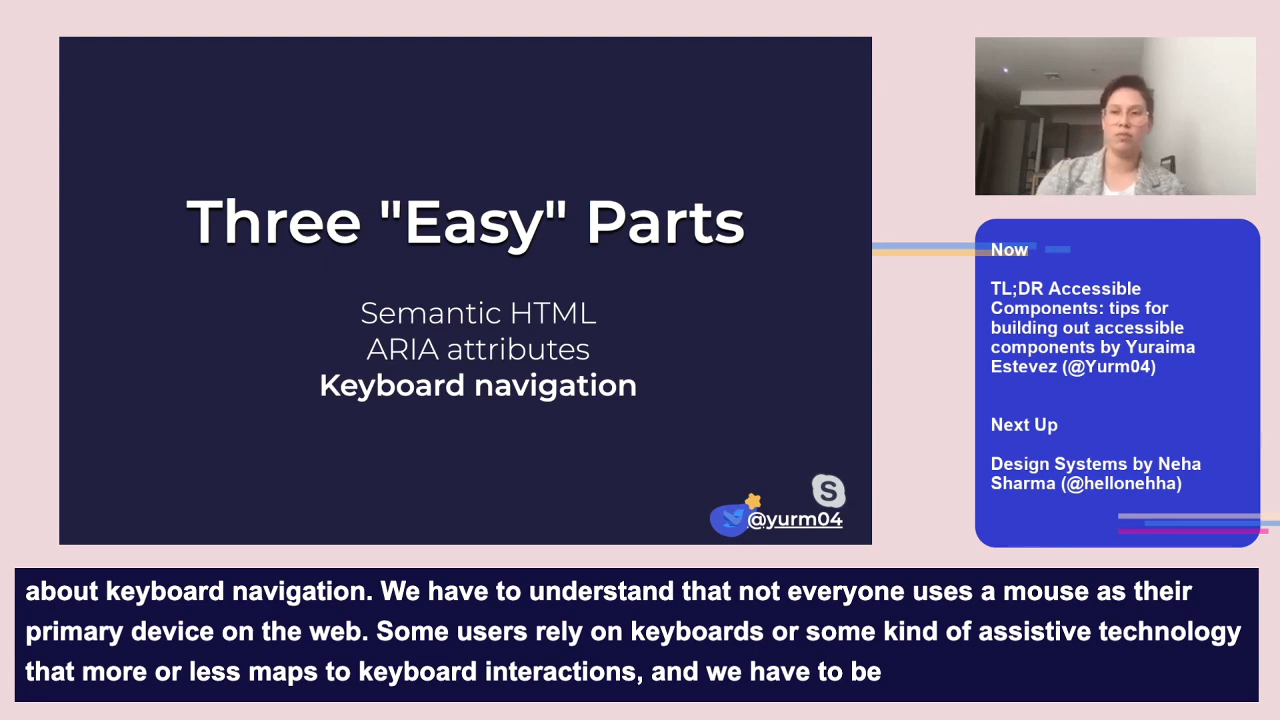 Three "Easy" Parts
Semantic HTML
ARIA attributes
Keyboard navigation
S
@yurm04
Now
TL;DR Accessible
Components: tips for
building out accessible
components by Yuraima
Estevez (@Yurm04)
Next Up
Design Systems by Neha
Sharma (@hellonehha)
about keyboard navigation. We have to understand that not everyone uses a mouse as their
primary device on the web. Some users rely on keyboards or some kind of assistive technology
that more or less maps to keyboard interactions, and we have to be